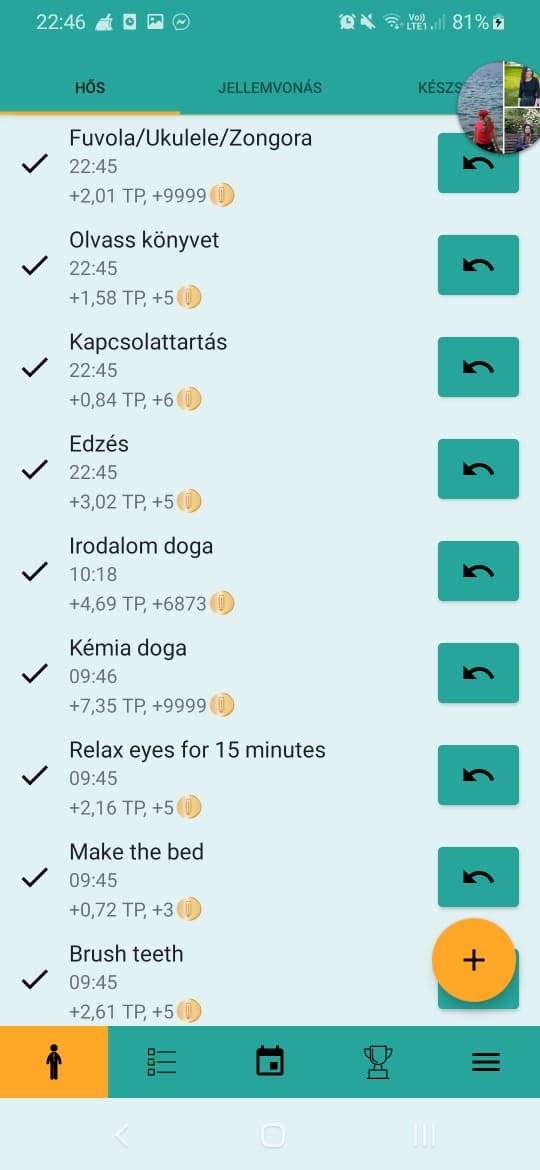 22:46
Vo))
LTE1
81%
HŐS
JELLEMVONÁS
KÉSZS
Fuvola/Ukulele/Zongora
22:45
+2,01 TP, +9999
Olvass könyvet
22:45
+1,58 TP, +5
Kapcsolattartás
22:45
+0,84 TP, +6
Edzés
22:45
+3,02 TP, +5
Irodalom doga
10:18
+4,69 TP, +6873
Kémia doga
09:46
+7,35 TP, +9999
Relax eyes for 15 minutes
09:45
+2,16 TP, +5
Make the bed
09:45
+0,72 TP, +3
Brush teeth
09:45
+2,61 TP, +5